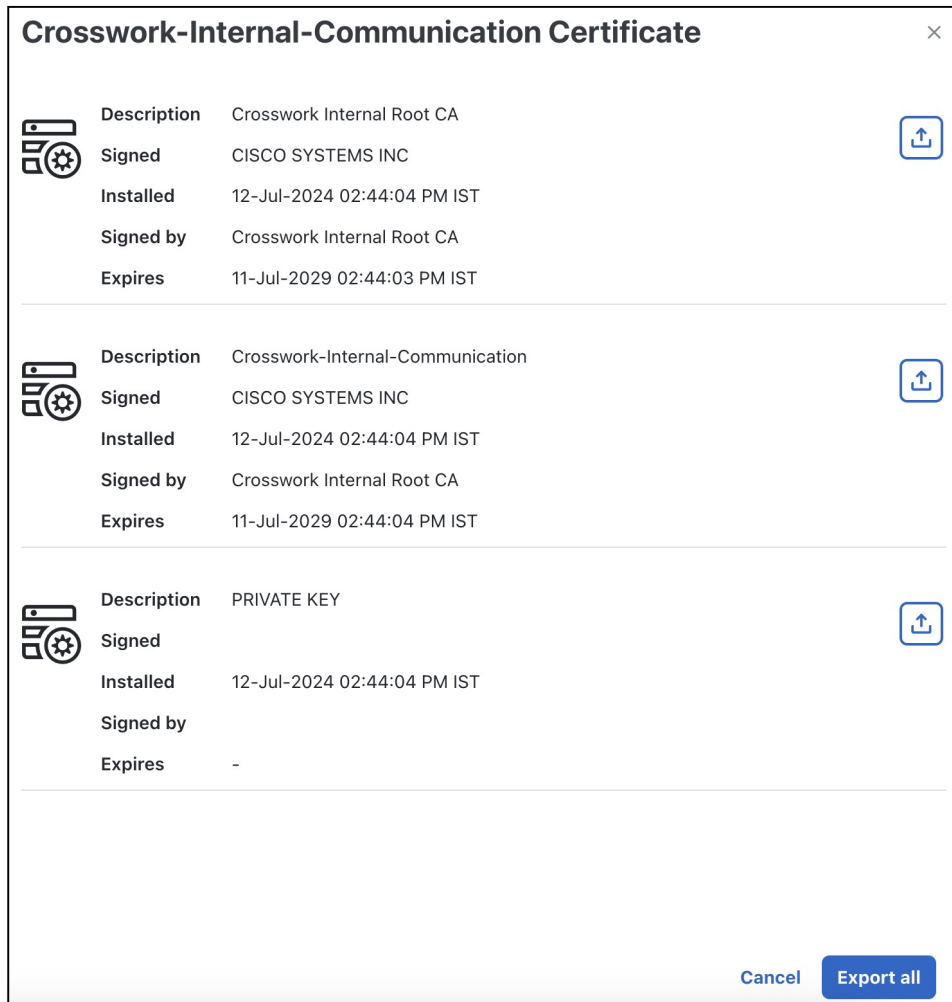 Crosswork-Internal-Communication Certificate
Description Crosswork Internal Root CA
Signed CISCO SYSTEMS INC
Installed 12-Jul-2024 02:44:04 PM IST
Signed by Crosswork Internal Root CA
Expires 11-Jul-2029 02:44:03 PM IST
Description Crosswork-Internal-Communication
Signed CISCO SYSTEMS INC
Installed 12-Jul-2024 02:44:04 PM IST
Signed by Crosswork Internal Root CA
Expires 11-Jul-2029 02:44:04 PM IST
Description PRIVATE KEY
Signed
Installed 12-Jul-2024 02:44:04 PM IST
Signed by
Expires -
Cancel Export all